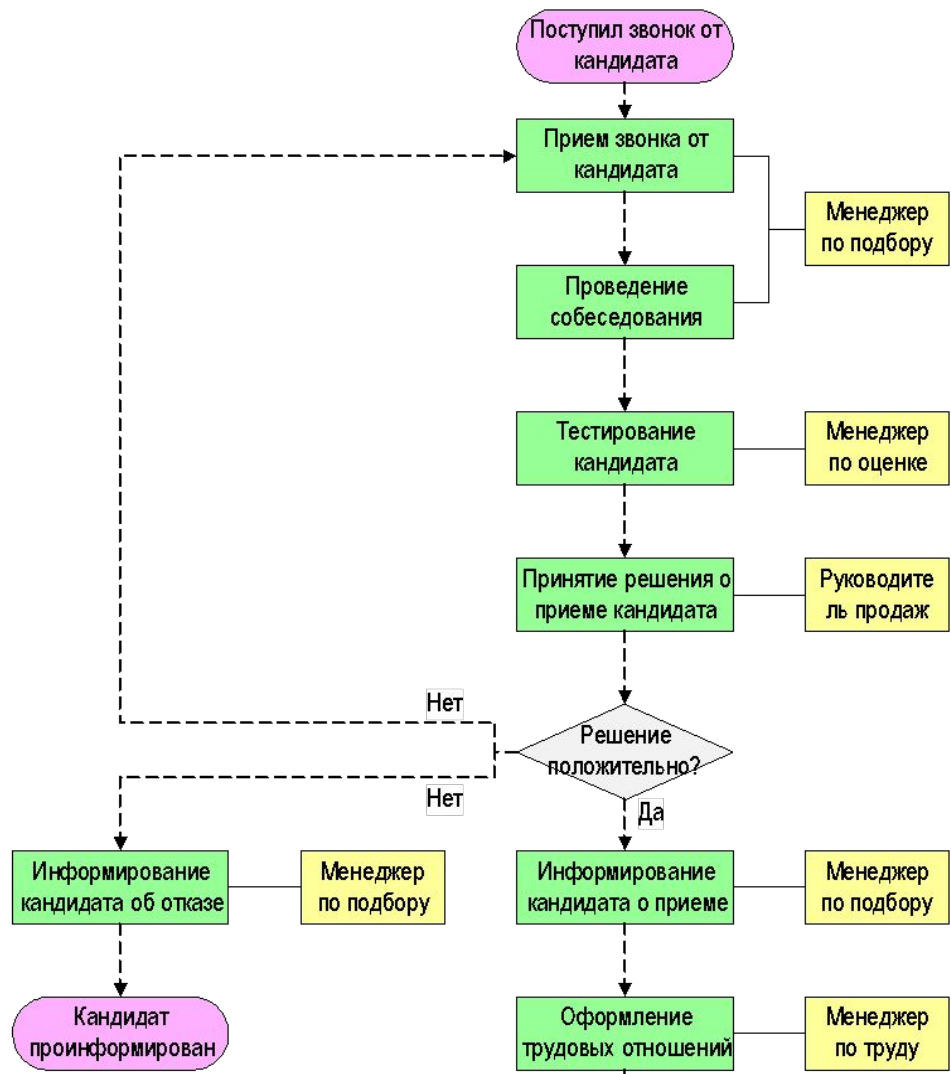 Поступил звонок от
кандидата
Прием звонка от
кандидата
Менеджер
по подбору
Проведение
собеседования
Тестирование
кандидата
Менеджер
по оценке
Принятие решения о
приеме кандидата
Руководите
ль продаж
Нет
Решение
положительно?
Нет
Да
Информирование
кандидата об отказе
Менеджер
по подбору
Информирование
кандидата о приеме
Менеджер
по подбору
Кандидат
проинформирован
Оформление
трудовых отношений
Менеджер
по труду